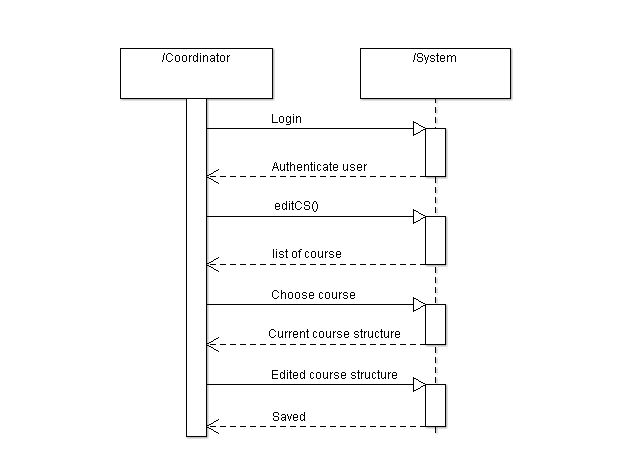 /Coordinator
/System
Login
Authenticate user
editCS()
list of course
Choose course
Current course structure
Edited course structure
Saved